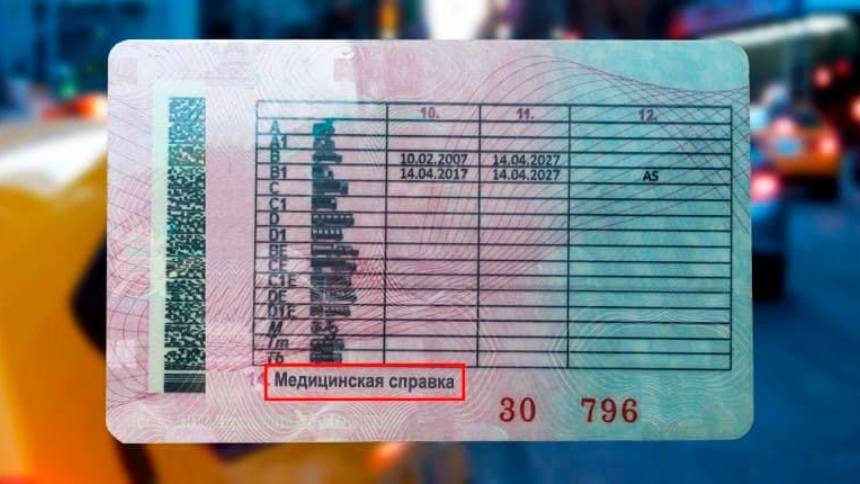 10. 11. 12.
A
A1
B 10.02.2007 14.04.2027
B1 14.04.2017 14.04.2027 AS
C
C1
D
D1
BE
CE
C1E
DE
D1E
M
Tm
Tb
14. Медицинская справка
30 796